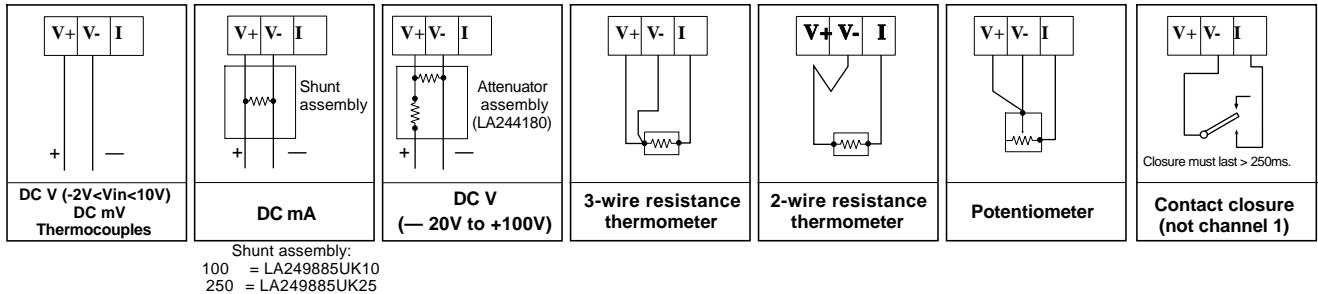 V+ V- I
+ —
DC V (-2V<Vin<10V)
DC mV
Thermocouples
V+ V- I
Shunt
assembly
+ —
DC mA
Shunt assembly:
100 = LA249885UK10
250 = LA249885UK25
V+ V- I
Attenuator
assembly
(LA244180)
+ —
DC V
(— 20V to +100V)
V+ V- I
3-wire resistance
thermometer
V+ V- I
2-wire resistance
thermometer
V+ V- I
Potentiometer
V+ V- I
Closure must last > 250ms.
Contact closure
(not channel 1)